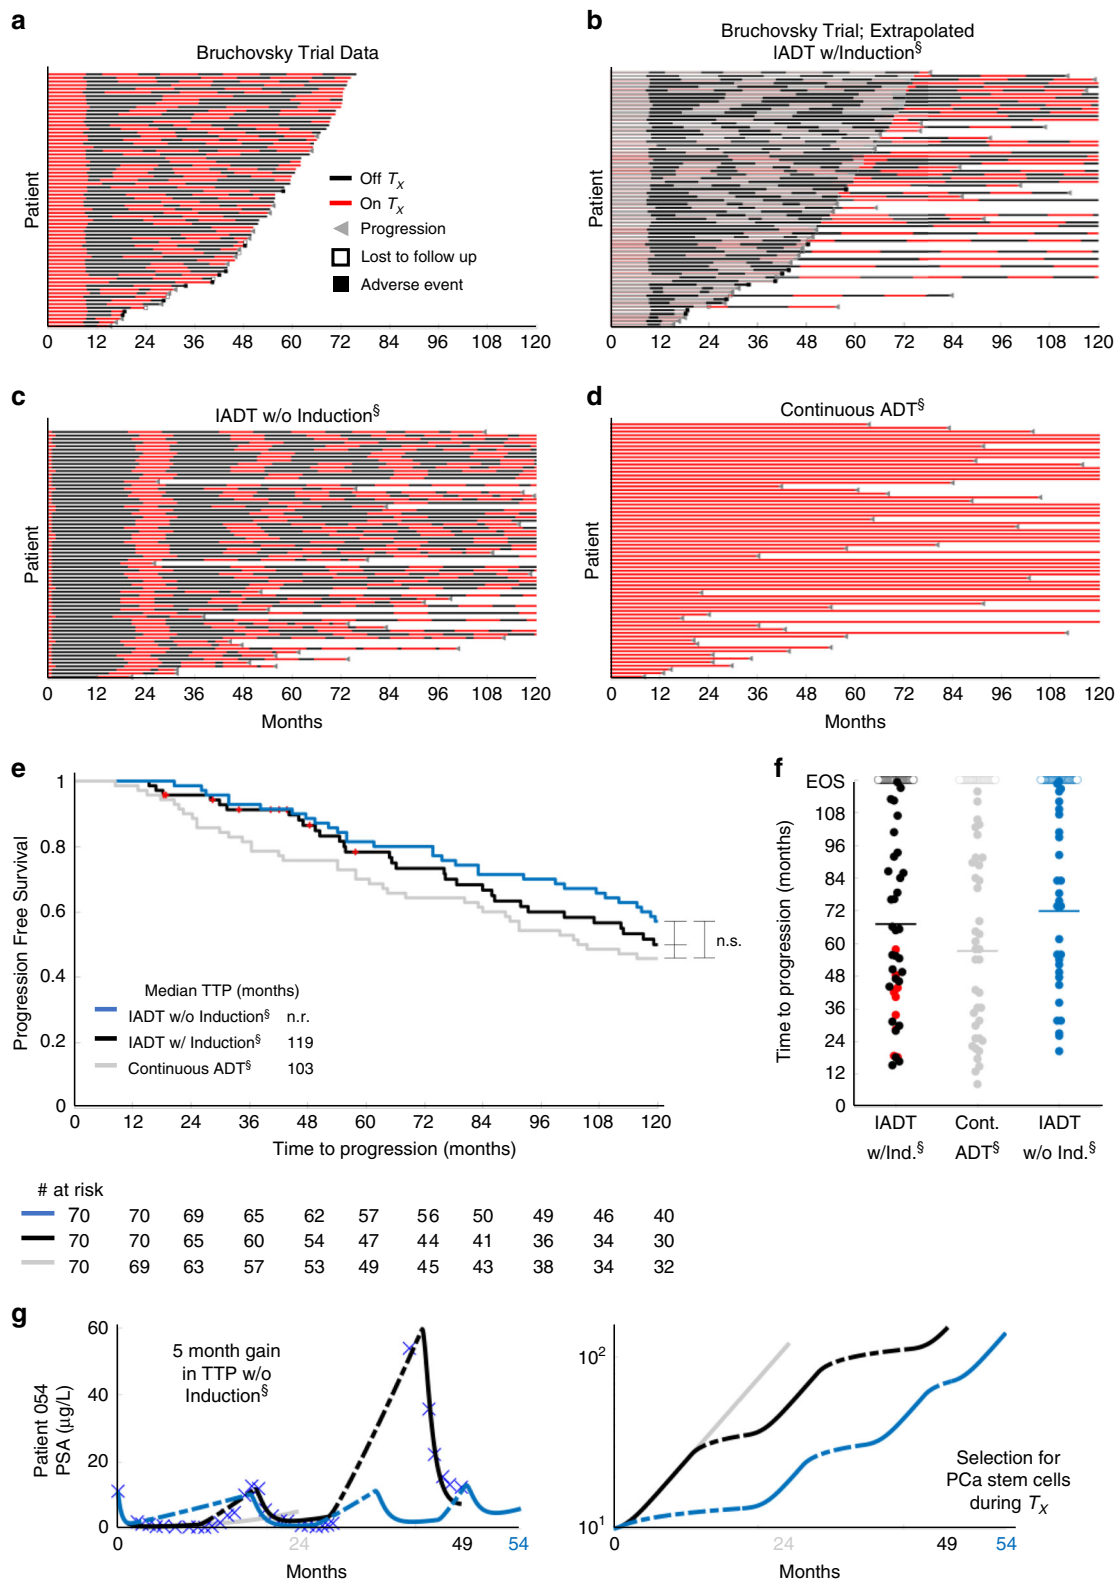 a
Bruchovsky Trial Data
Patient
Off T_X
On T_X
Progression
Lost to follow up
Adverse event
0 12 24 36 48 60 72 84 96 108 120
b
Bruchovsky Trial; Extrapolated
IADT w/Induction§
0 12 24 36 48 60 72 84 96 108 120
c
IADT w/o Induction§
Patient
0 12 24 36 48 60 72 84 96 108 120
Months
d
Continuous ADT§
Patient
0 12 24 36 48 60 72 84 96 108 120
Months
e
Progression Free Survival
1
0.8
0.6
0.4
0.2
0
n.s.
Median TTP (months)
IADT w/o Induction§ n.r.
IADT w/ Induction§ 119
Continuous ADT§ 103
0 12 24 36 48 60 72 84 96 108 120
Time to progression (months)
f
Time to progression (months)
EOS
108
96
84
72
60
48
36
24
12
0
IADT
w/Ind.§
Cont.
ADT§
IADT
w/o Ind.§
# at risk
70 70 69 65 62 57 56 50 49 46 40
70 70 65 60 54 47 44 41 36 34 30
70 69 63 57 53 49 45 43 38 34 32
g
Patient 054
PSA (µg/L)
60
40
20
0
5 month gain
in TTP w/o
Induction§
0 24 49 54
Months
10²
10¹
Selection for
PCa stem cells
during T_X
0 24 49 54
Months